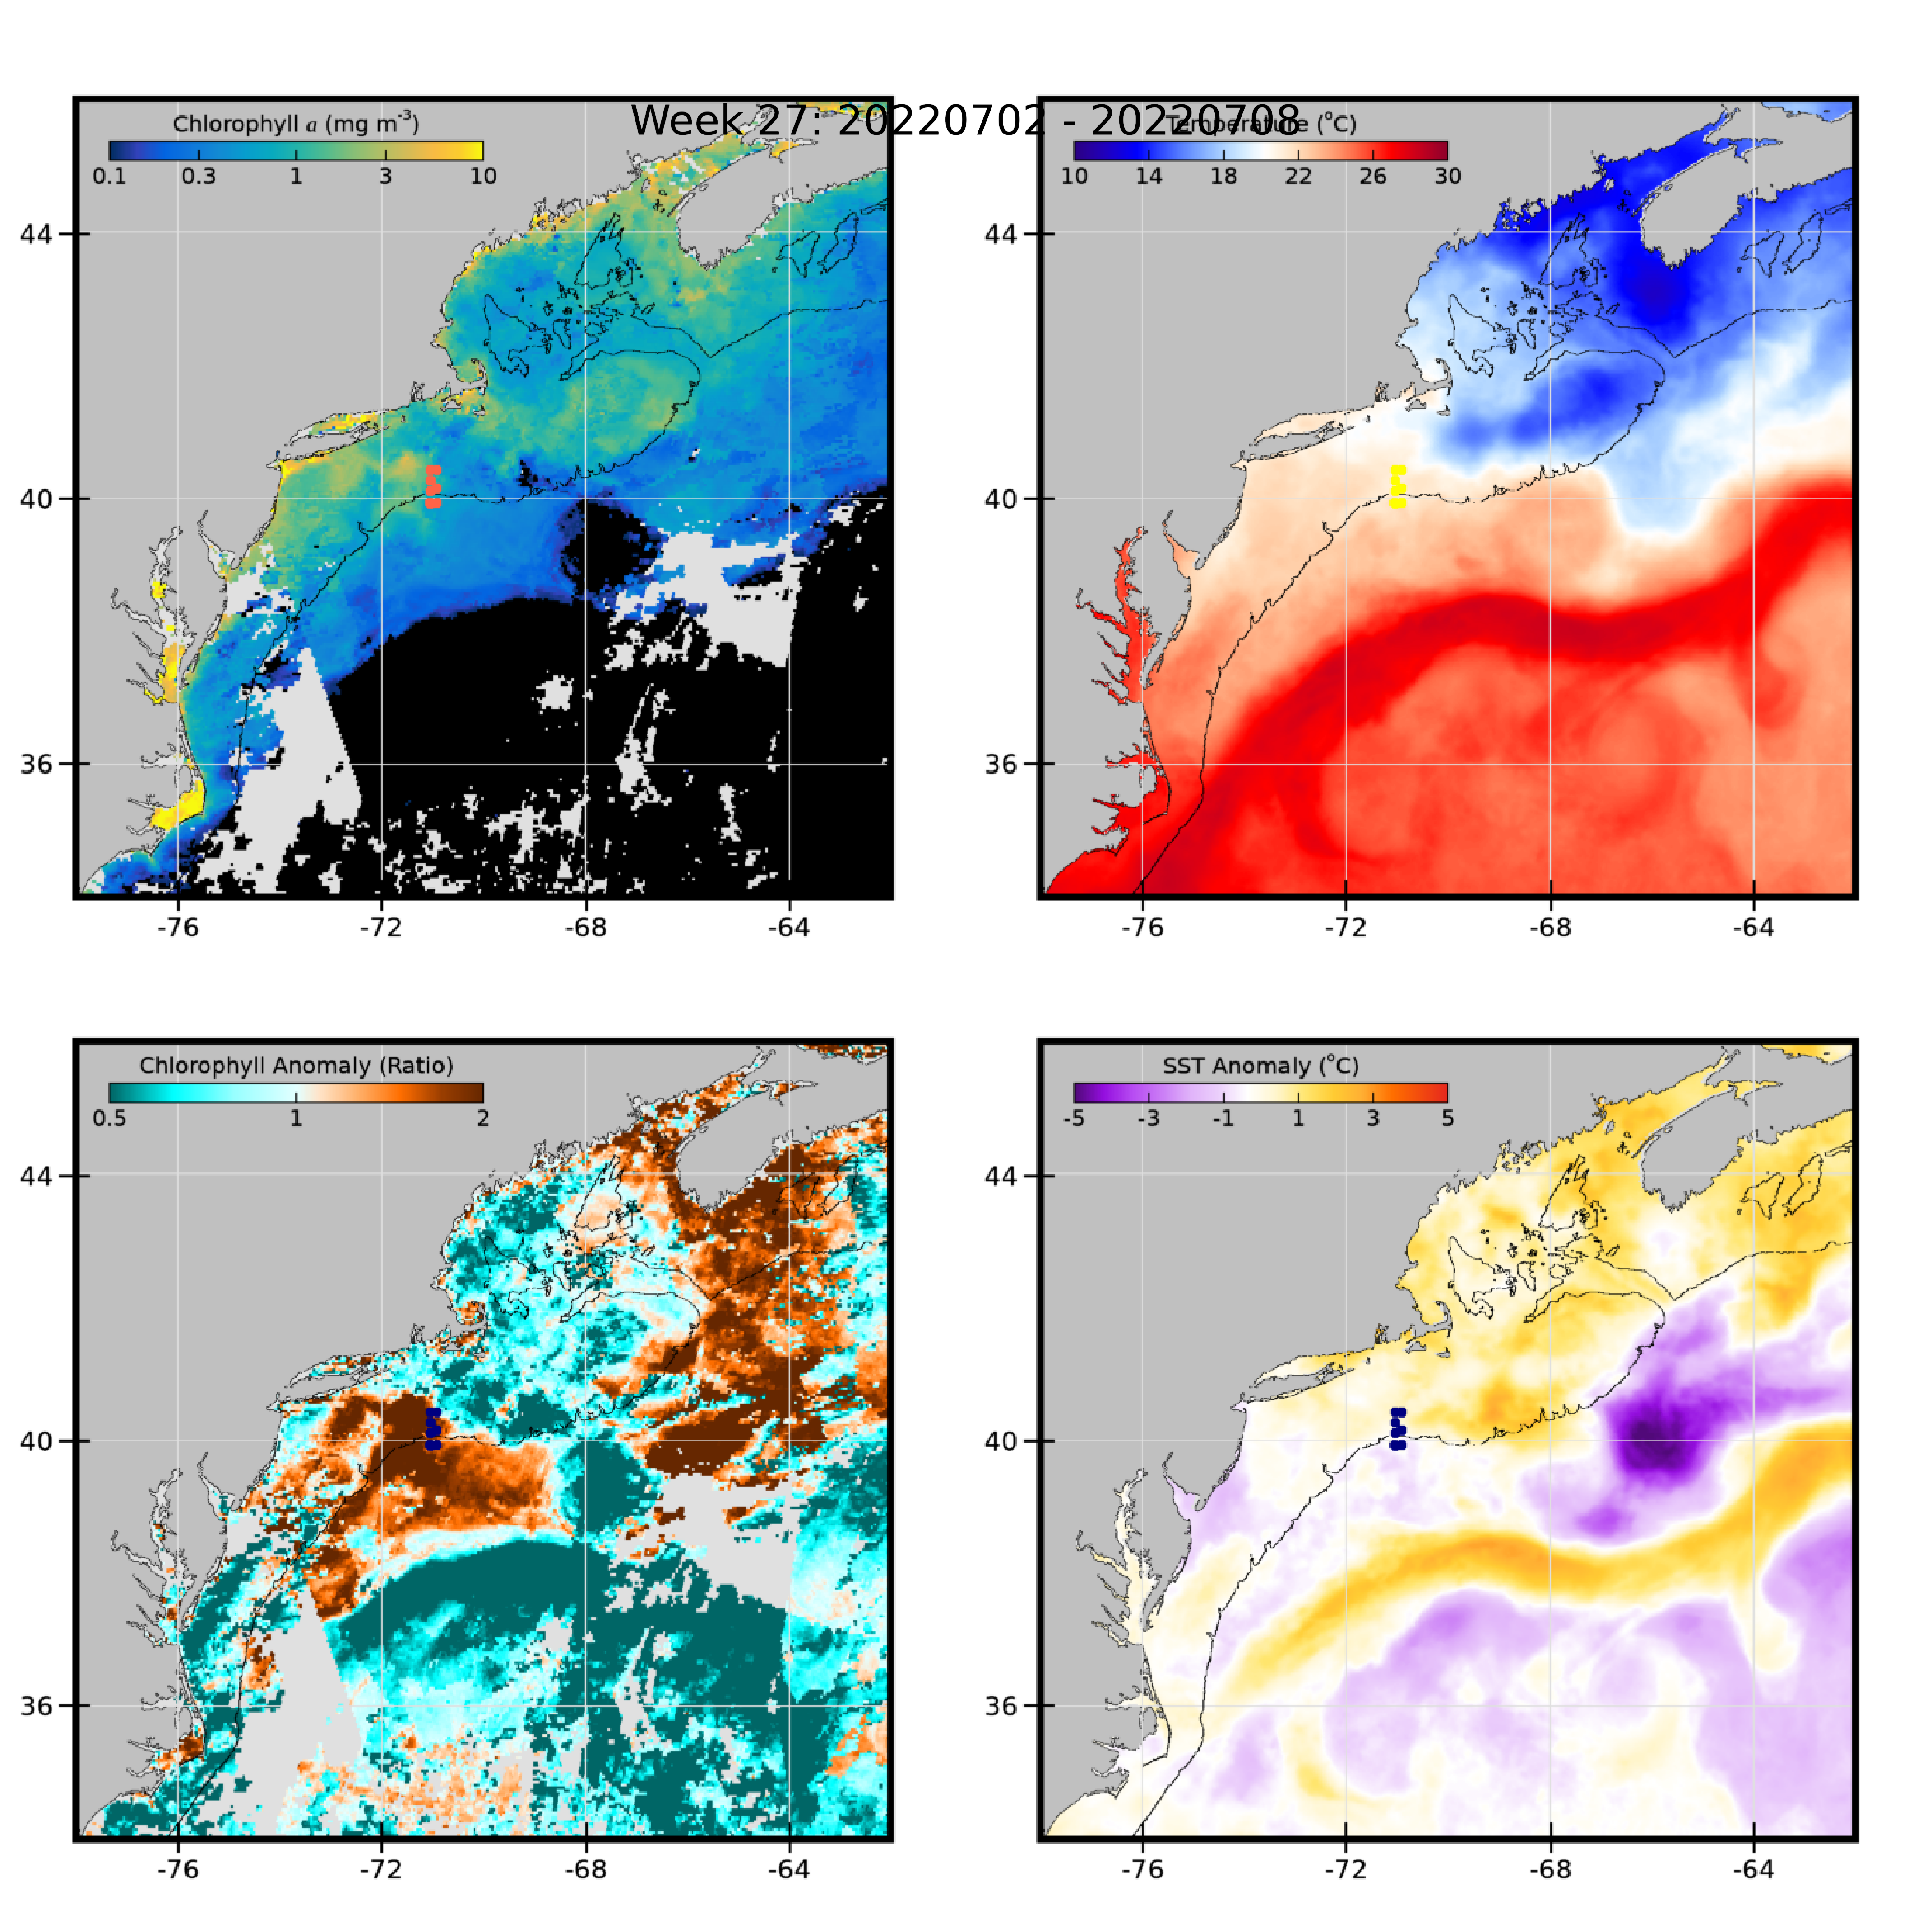 Week 27: 20220702 - 20220708
Chlorophyll a (mg m-3)
0.1 0.3 1 3 10
44
40
36
-76 -72 -68 -64
Temperature (°C)
10 14 18 22 26 30
44
40
36
-76 -72 -68 -64
Chlorophyll Anomaly (Ratio)
0.5 1 2
44
40
36
-76 -72 -68 -64
SST Anomaly (°C)
-5 -3 -1 1 3 5
44
40
36
-76 -72 -68 -64